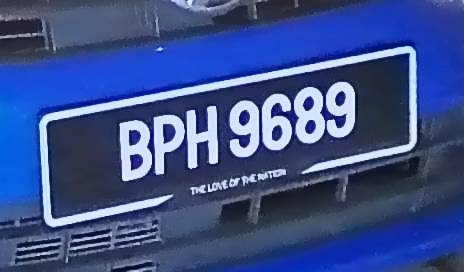 BPH 9689
THE LOVE OF THE NATION